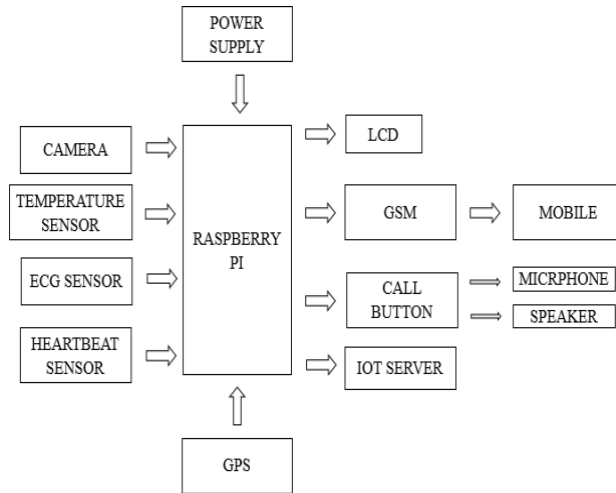 POWER
SUPPLY
CAMERA
TEMPERATURE
SENSOR
ECG SENSOR
HEARTBEAT
SENSOR
RASPBERRY
PI
GPS
LCD
GSM
MOBILE
CALL
BUTTON
MICRPHONE
SPEAKER
IOT SERVER